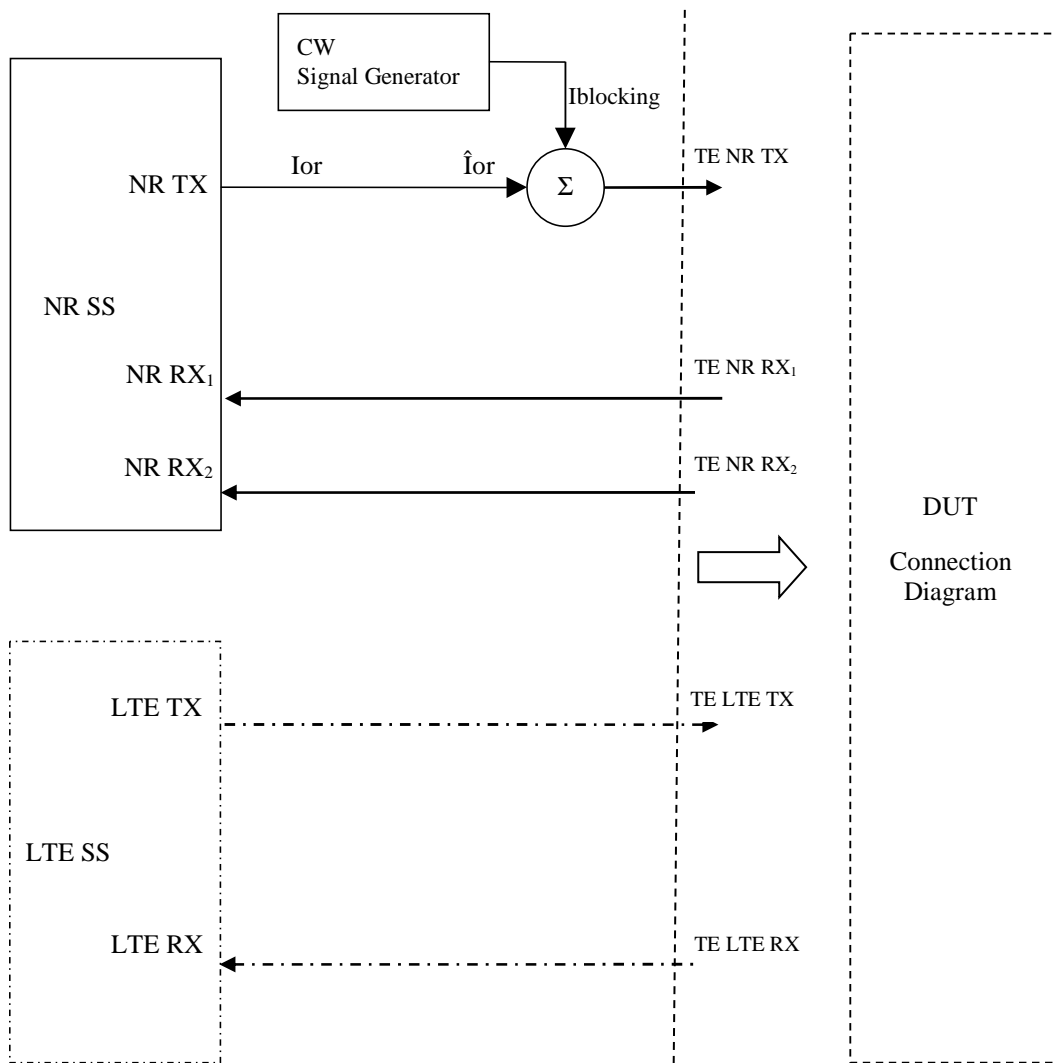 CW
Signal Generator
Iblocking
NR TX
Ior
Îor
Σ
TE NR TX
NR SS
NR RX₁
TE NR RX₁
NR RX₂
TE NR RX₂
DUT
Connection
Diagram
LTE TX
TE LTE TX
LTE SS
LTE RX
TE LTE RX